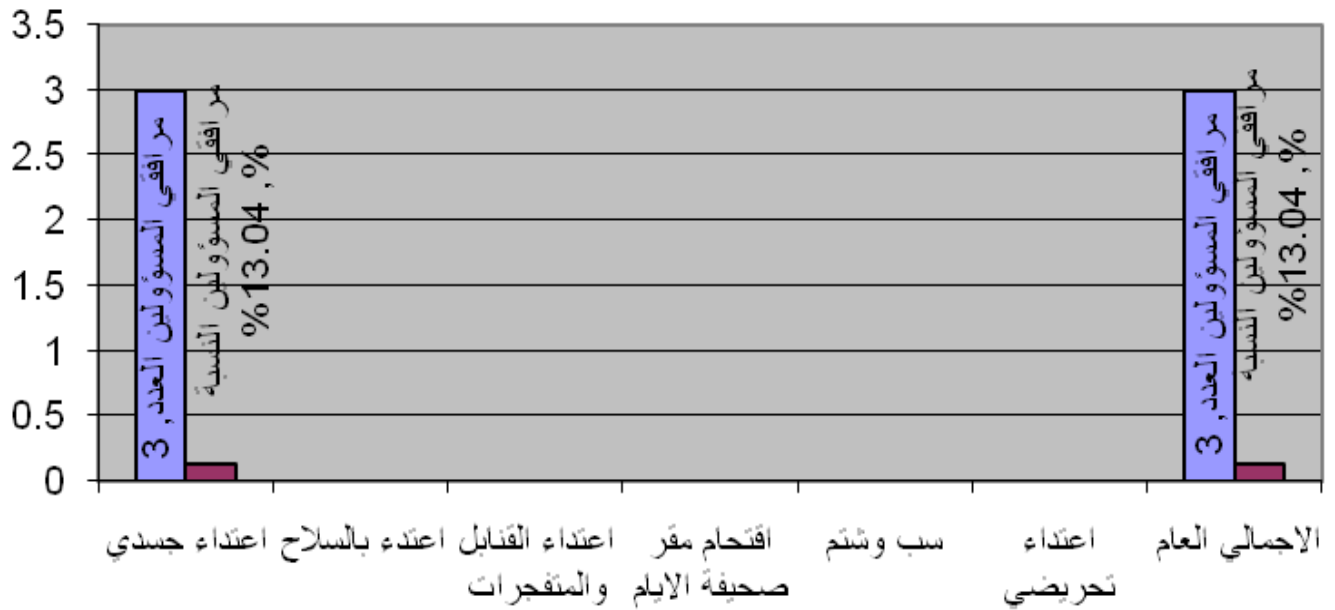 3.5
3
2.5
2
1.5
1
0.5
0
مرافقي المسؤولين العدد, 3
مرافقي المسؤولين النسبة
%, 13.04%
مرافقي المسؤولين العدد, 3
مرافقي المسؤولين النسبة
%, 13.04%
اعتداء جسدي
اعتدء بالسلاح
اعتداء القنابل
والمتفجرات
اقتحام مقر
صحيفة الايام
سب وشتم
اعتداء
تحريضي
الاجمالي العام